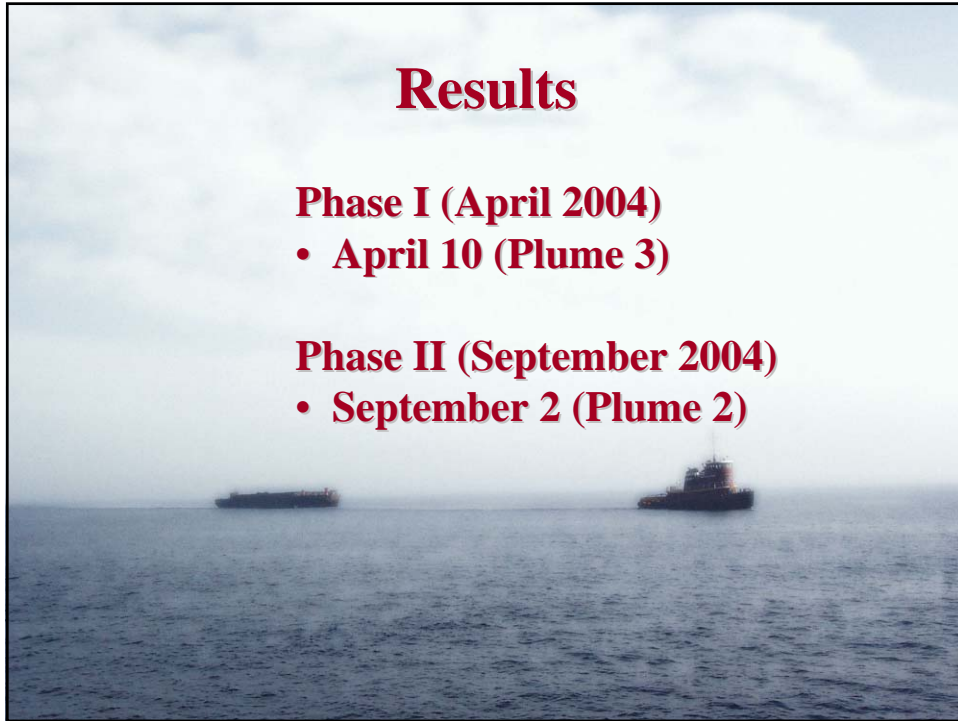 Results
Phase I (April 2004)
• April 10 (Plume 3)
Phase II (September 2004)
• September 2 (Plume 2)